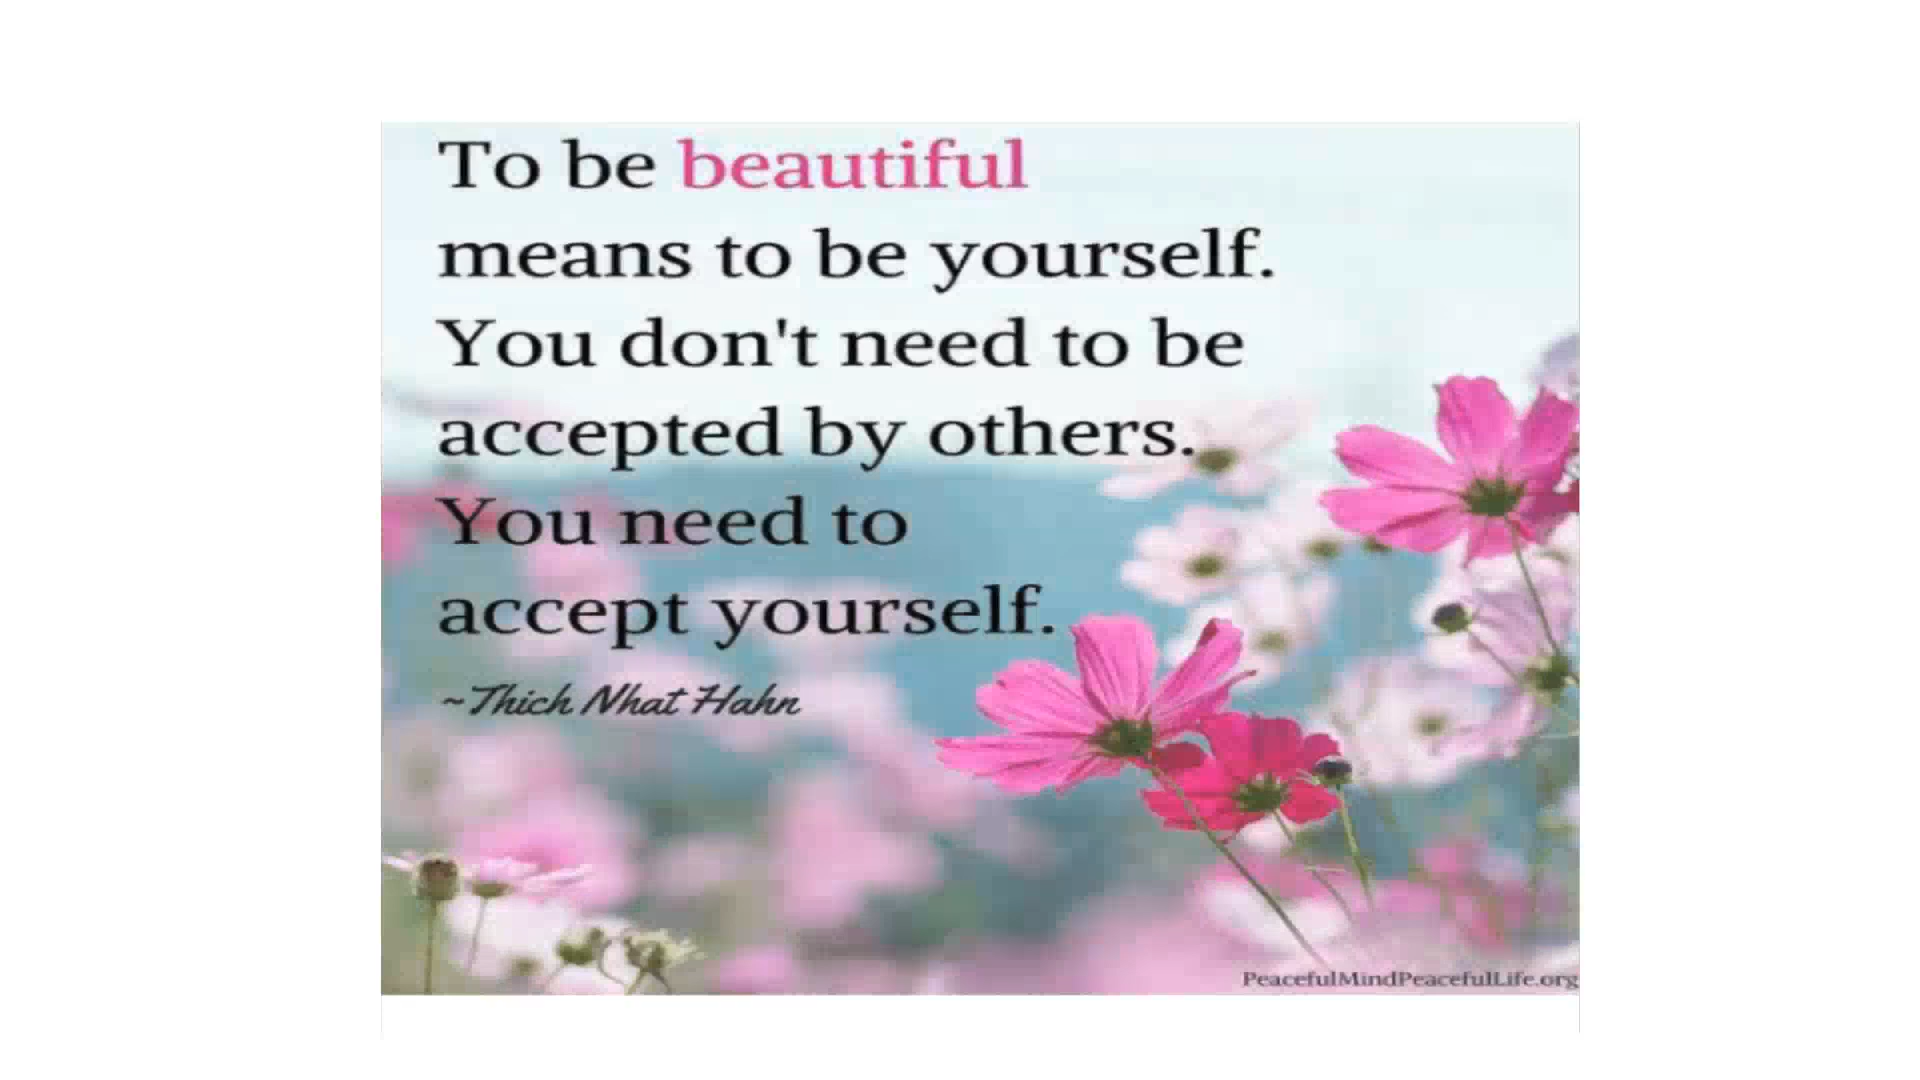 To be beautiful
means to be yourself.
You don't need to be
accepted by others.
You need to
accept yourself.
~Thich Nhat Hahn
PeacefulMindPeacefulLife.org